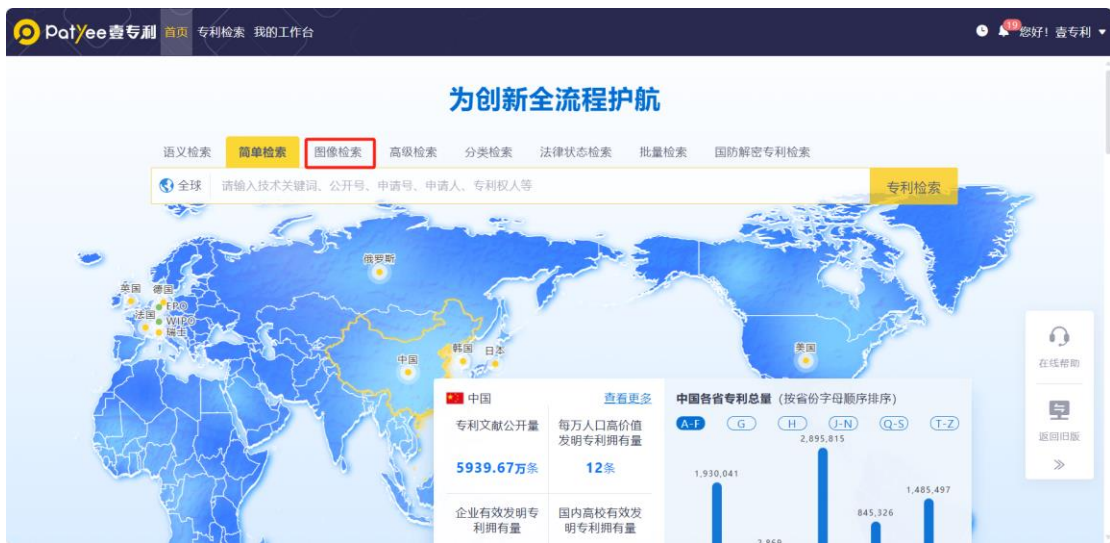 PatYee壹专利 首页 专利检索 我的工作台 19 您好！壹专利
为创新全流程护航
语义检索 简单检索 图像检索 高级检索 分类检索 法律状态检索 批量检索 国防解密专利检索
全球 请输入技术关键词、公开号、申请号、申请人、专利权人等 专利检索
俄罗斯
英国 德国
EPO
法国 WIPO
瑞士
中国 韩国 日本 美国
在线帮助
返回旧版
中国 查看更多
专利文献公开量
5939.67万条
每万人口高价值
发明专利拥有量
12条
企业有效发明专
利拥有量
国内高校有效发
明专利拥有量
中国各省专利总量（按省份字母顺序排序）
A-F G H J-N Q-S T-Z
2,895,815
1,930,041
1,485,497
845,326
2,869